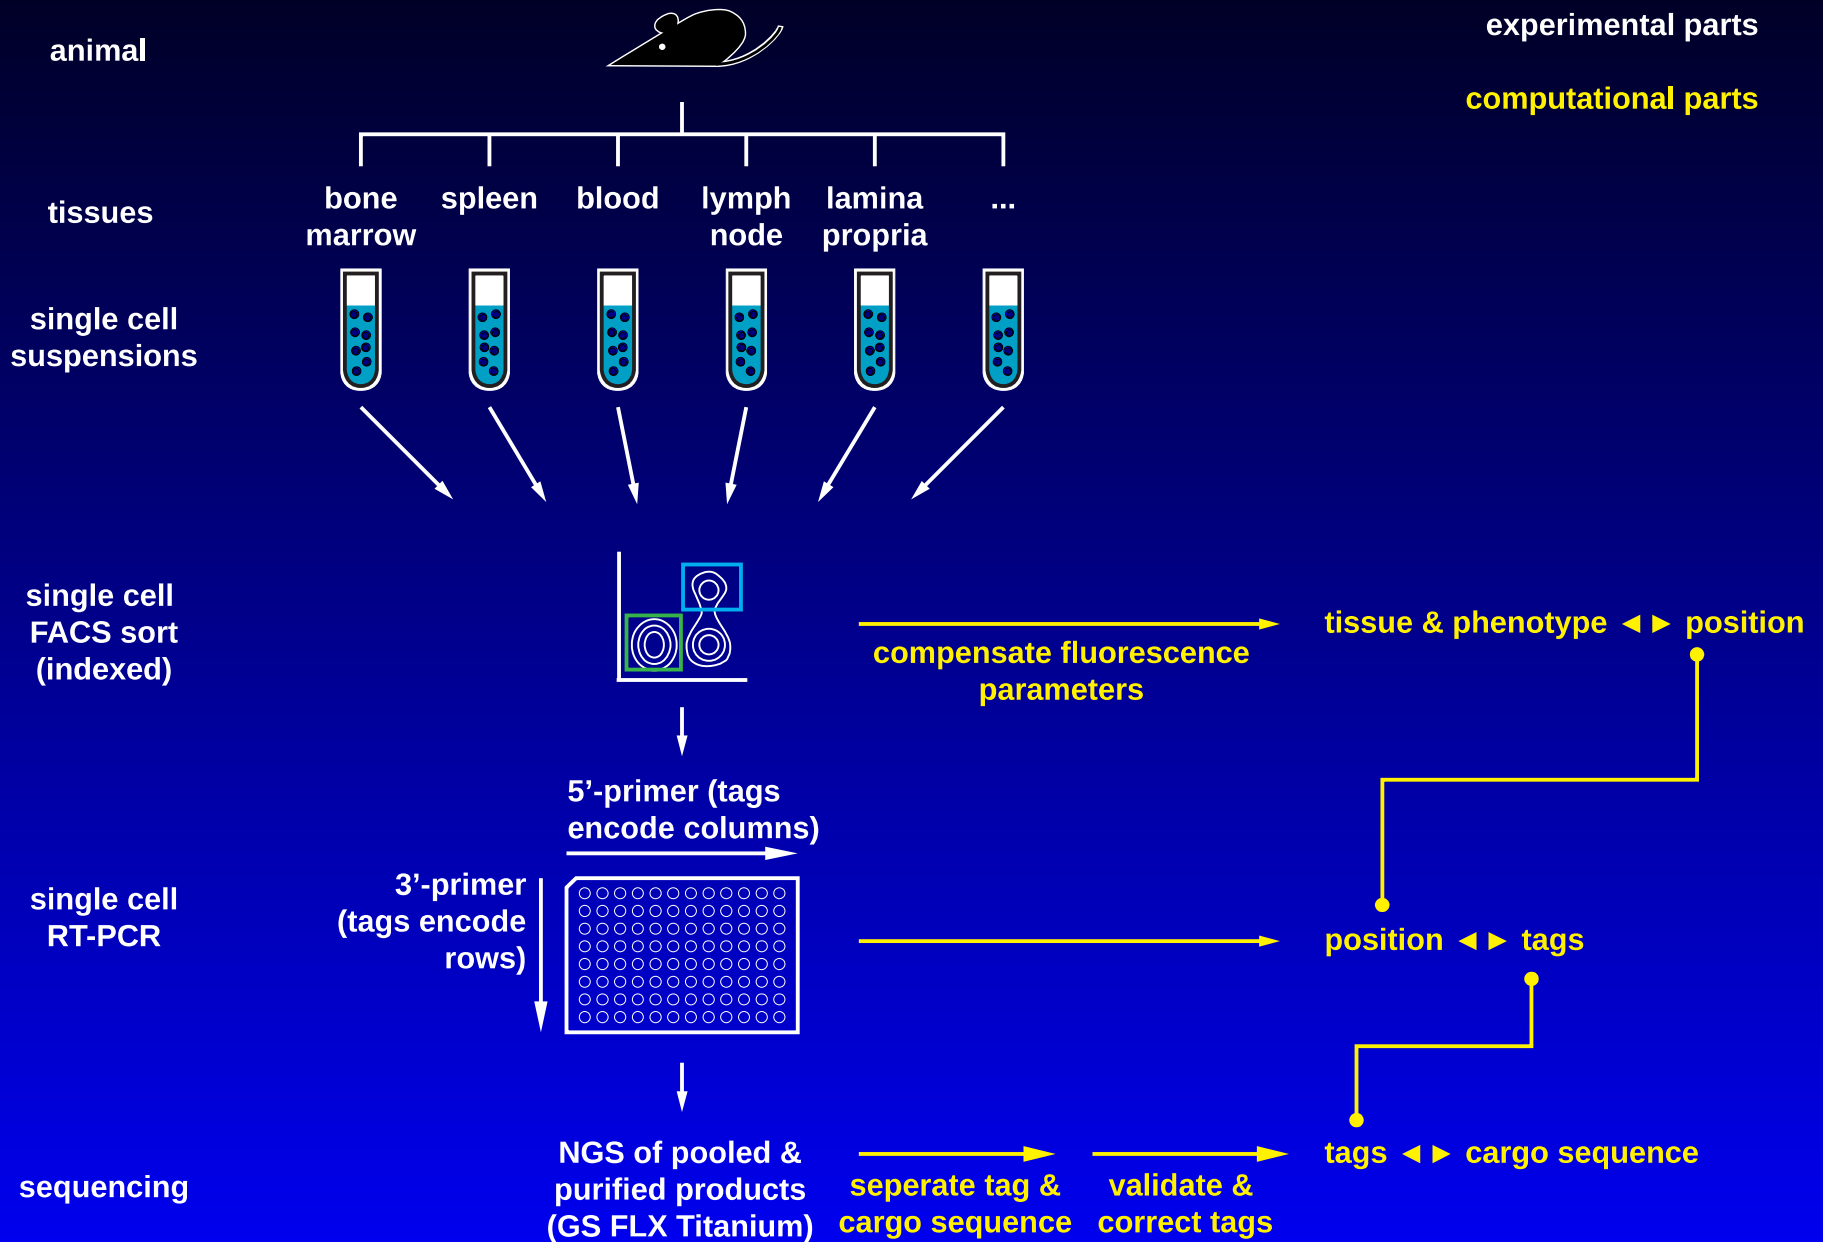 animal
experimental parts
computational parts
tissues
bone
marrow
spleen
blood
lymph
node
lamina
propria
...
single cell
suspensions
single cell
FACS sort
(indexed)
compensate fluorescence
parameters
tissue & phenotype ◄ ► position
5’-primer (tags
encode columns)
3’-primer
(tags encode
rows)
single cell
RT-PCR
position ◄ ► tags
sequencing
NGS of pooled &
purified products
(GS FLX Titanium)
seperate tag &
cargo sequence
validate &
correct tags
tags ◄ ► cargo sequence